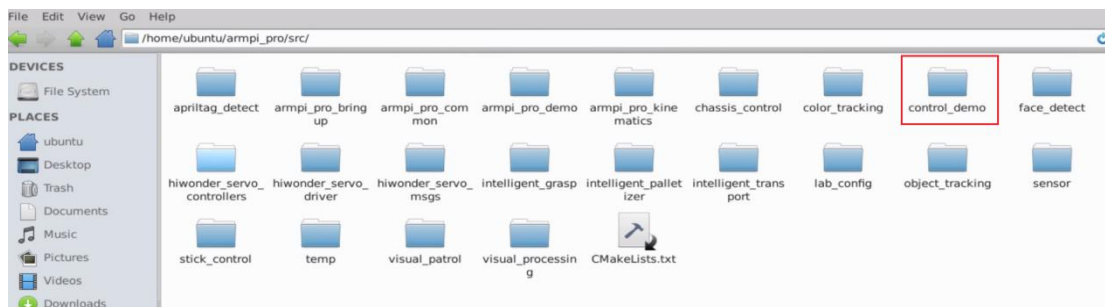 File Edit View Go Help
/home/ubuntu/armpi_pro/src/
DEVICES
File System
PLACES
ubuntu
Desktop
Trash
Documents
Music
Pictures
Videos
Downloads
apriltag_detect
armpi_pro_bring
up
armpi_pro_com
mon
armpi_pro_demo
armpi_pro_kine
matics
chassis_control
color_tracking
control_demo
face_detect
hiwonder_servo_
controllers
hiwonder_servo_
driver
hiwonder_servo_
msgs
intelligent_grasp
intelligent_pallet
izer
intelligent_trans
port
lab_config
object_tracking
sensor
stick_control
temp
visual_patrol
visual_processin
g
CMakeLists.txt